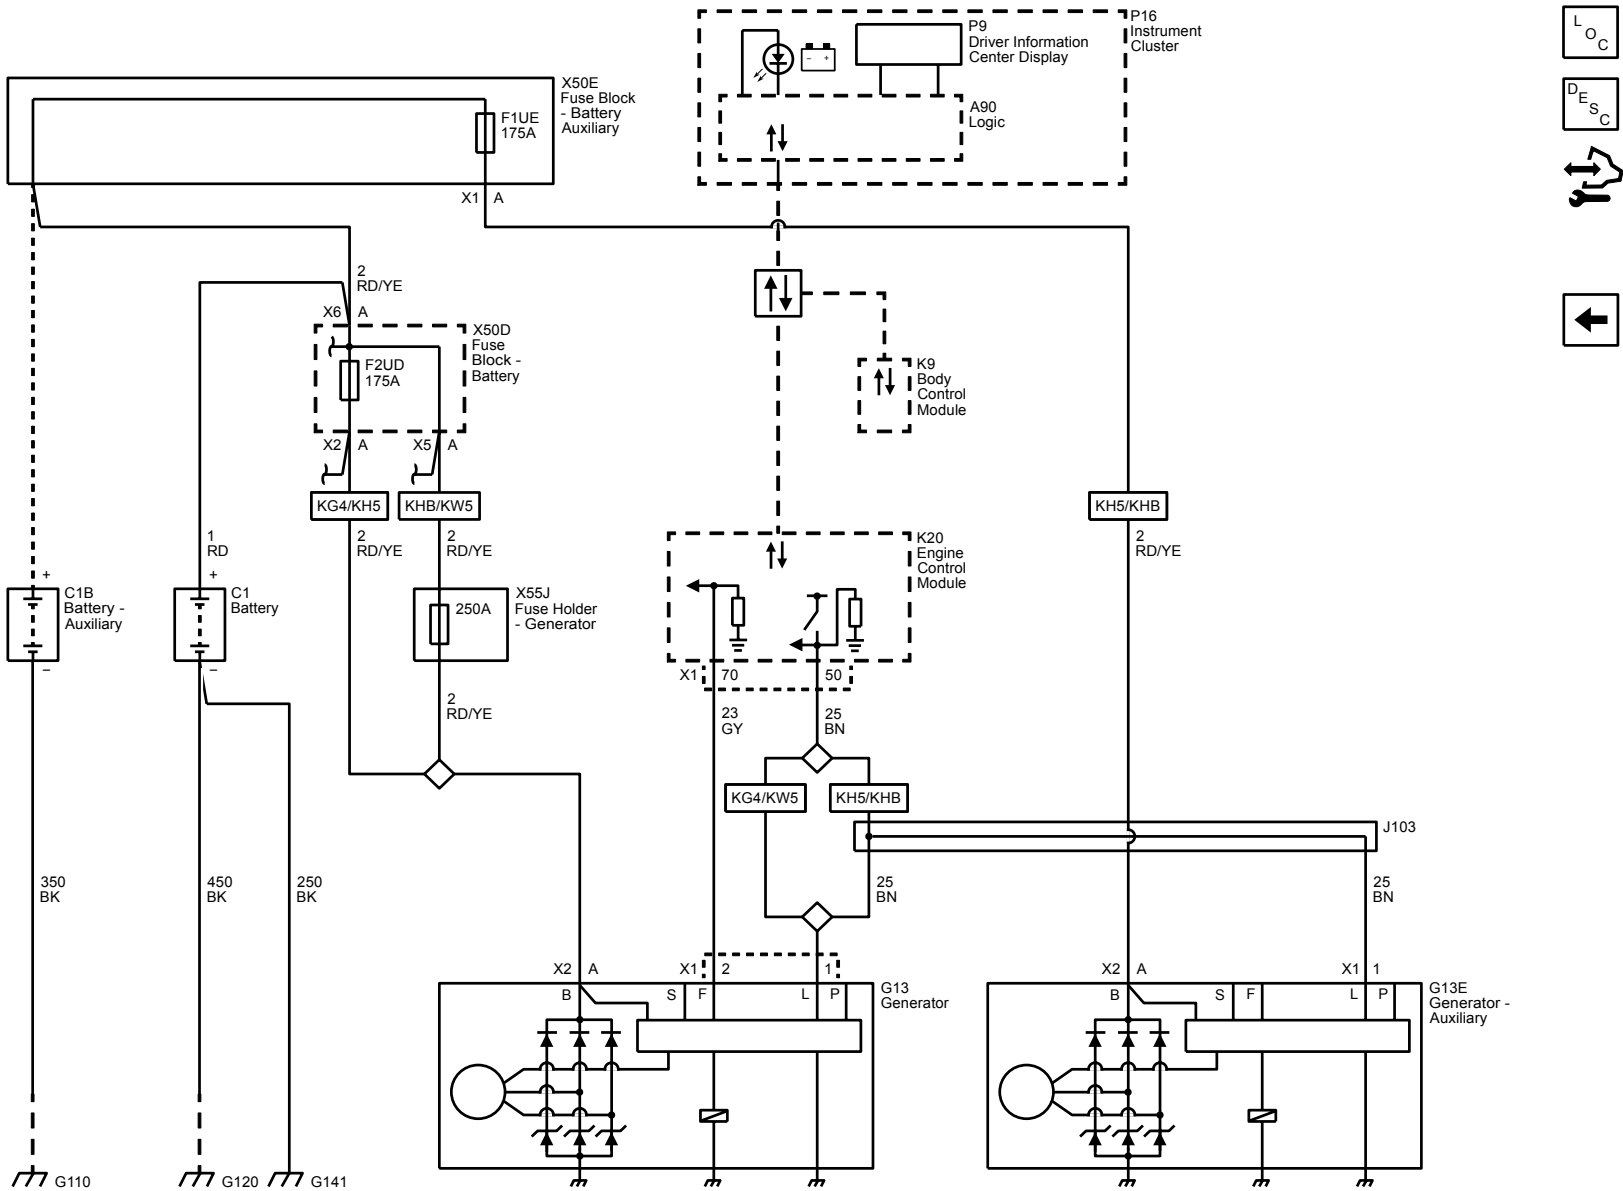 P16
Instrument
Cluster
P9
Driver Information
Center Display
- +
A90
Logic
L
O
C
D
E
S
C
X50E
Fuse Block
- Battery
Auxiliary
F1UE
175A
X1 A
2
RD/YE
X6 A
X50D
Fuse
Block -
Battery
F2UD
175A
X2 A
X5 A
KG4/KH5
KHB/KW5
KH5/KHB
K9
Body
Control
Module
1
RD
2
RD/YE
2
RD/YE
2
RD/YE
K20
Engine
Control
Module
+
C1B
Battery -
Auxiliary
–
+
C1
Battery
–
250A
X55J
Fuse Holder
- Generator
X1 70 50
2
RD/YE
23
GY
25
BN
KG4/KW5
KH5/KHB
J103
350
BK
450
BK
250
BK
25
BN
25
BN
X2 A
X1 2 1
X2 A
X1 1
B S F L P
G13
Generator
B S F L P
G13E
Generator -
Auxiliary
G110
G120
G141